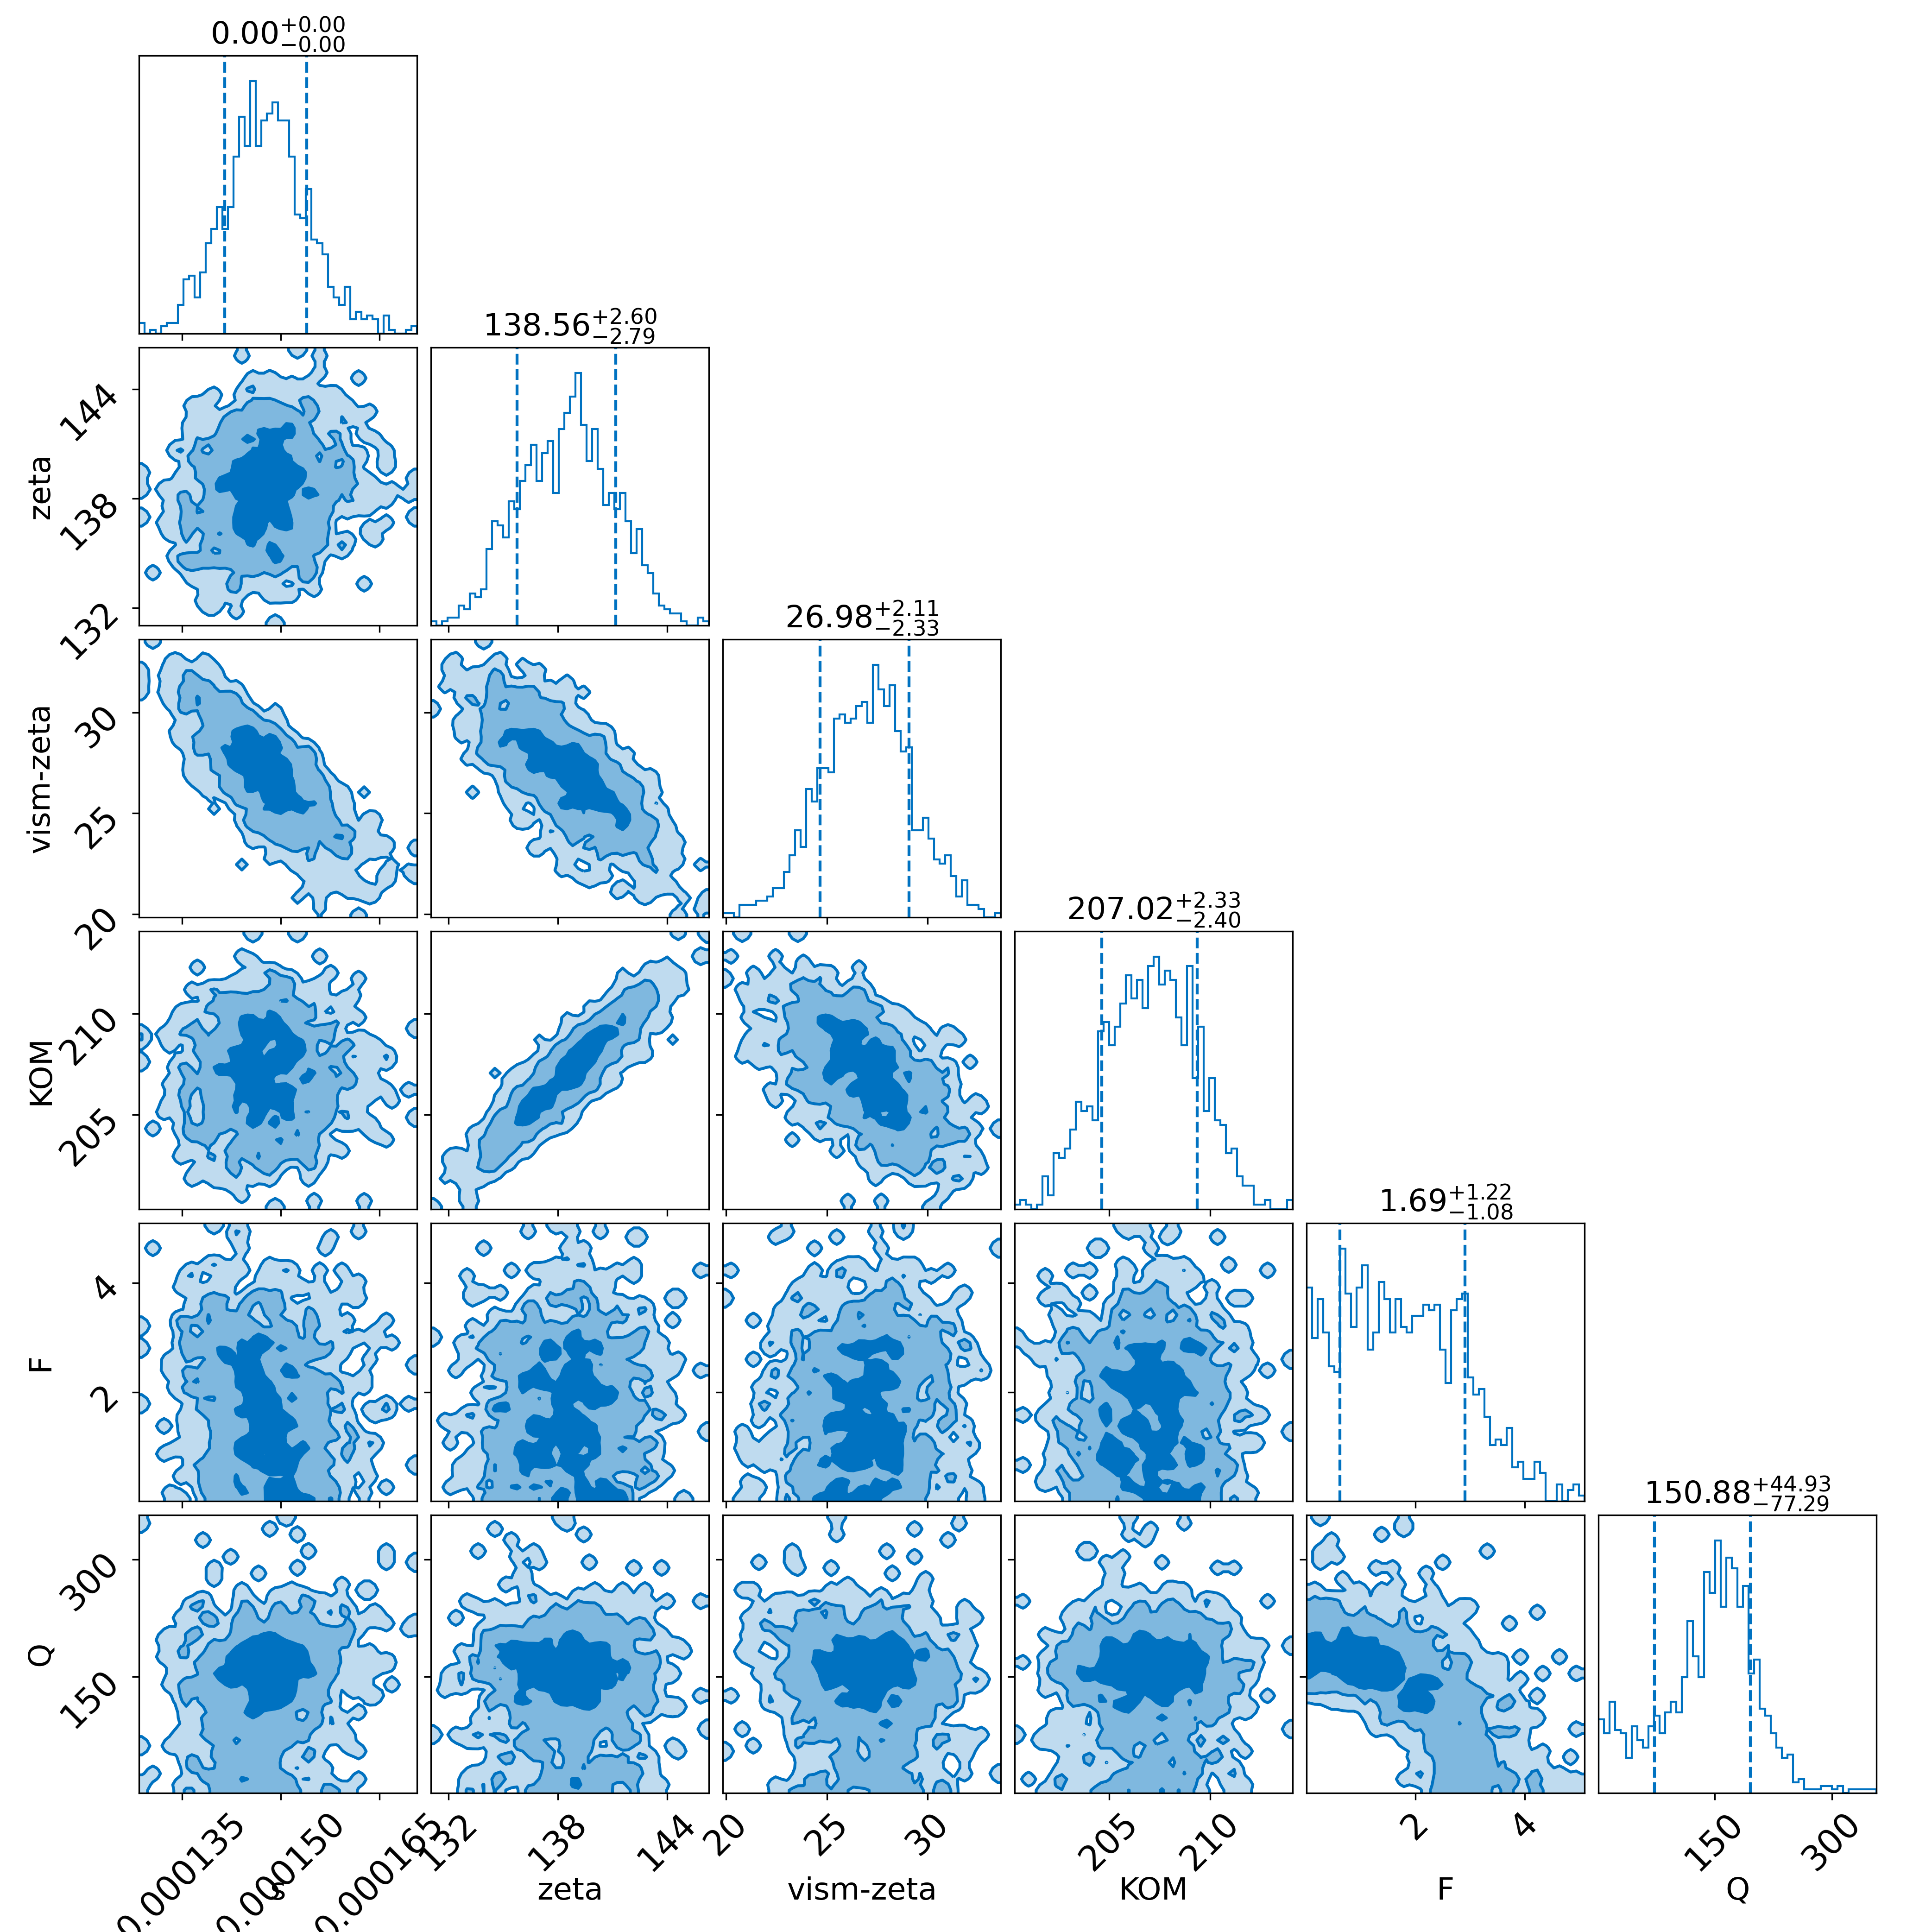 0.00+0.00−0.00
138.56+2.60−2.79
144
138
132
zeta
26.98+2.11−2.33
30
25
20
vism-zeta
207.02+2.33−2.40
210
205
KOM
1.69+1.22−1.08
4
2
F
150.88+44.93−77.29
300
150
Q
0.000135 0.000150 0.000165 132 138 144 20 25 30 205 210 2 4 150 300
s zeta vism-zeta KOM F Q